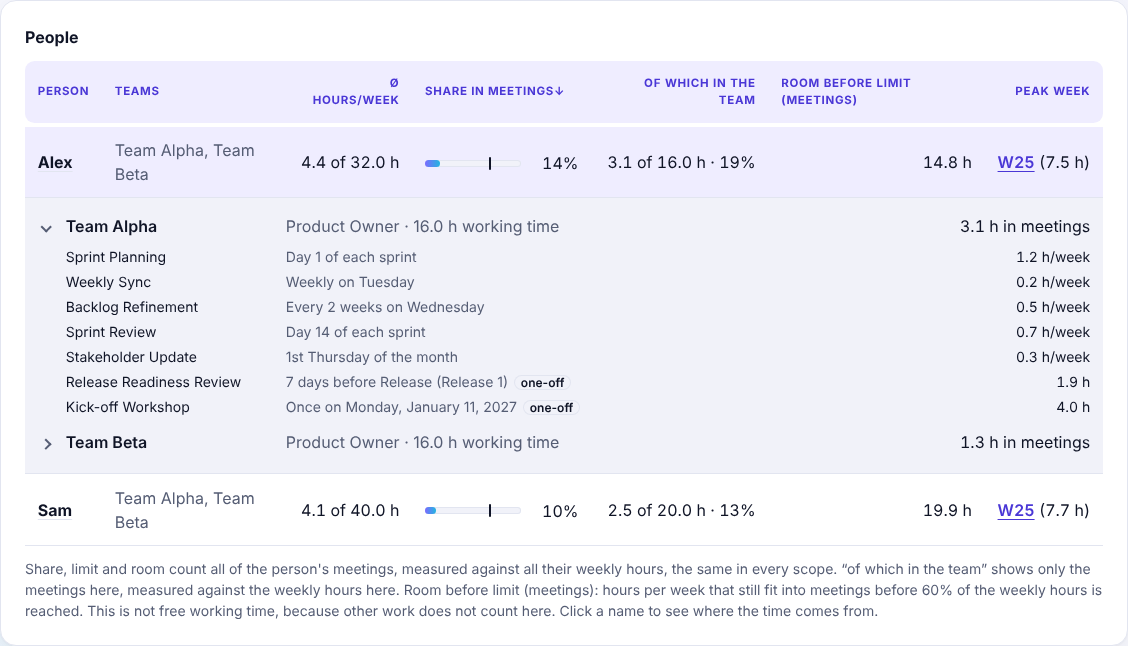 People
PERSON TEAMS Ø HOURS/WEEK SHARE IN MEETINGS↓ OF WHICH IN THE TEAM ROOM BEFORE LIMIT (MEETINGS) PEAK WEEK
Alex Team Alpha, Team Beta 4.4 of 32.0 h 14% 3.1 of 16.0 h · 19% 14.8 h W25 (7.5 h)
Team Alpha Product Owner · 16.0 h working time 3.1 h in meetings
Sprint Planning Day 1 of each sprint 1.2 h/week
Weekly Sync Weekly on Tuesday 0.2 h/week
Backlog Refinement Every 2 weeks on Wednesday 0.5 h/week
Sprint Review Day 14 of each sprint 0.7 h/week
Stakeholder Update 1st Thursday of the month 0.3 h/week
Release Readiness Review 7 days before Release (Release 1) one-off 1.9 h
Kick-off Workshop Once on Monday, January 11, 2027 one-off 4.0 h
Team Beta Product Owner · 16.0 h working time 1.3 h in meetings
Sam Team Alpha, Team Beta 4.1 of 40.0 h 10% 2.5 of 20.0 h · 13% 19.9 h W25 (7.7 h)
Share, limit and room count all of the person's meetings, measured against all their weekly hours, the same in every scope. “of which in the team” shows only the
meetings here, measured against the weekly hours here. Room before limit (meetings): hours per week that still fit into meetings before 60% of the weekly hours is
reached. This is not free working time, because other work does not count here. Click a name to see where the time comes from.